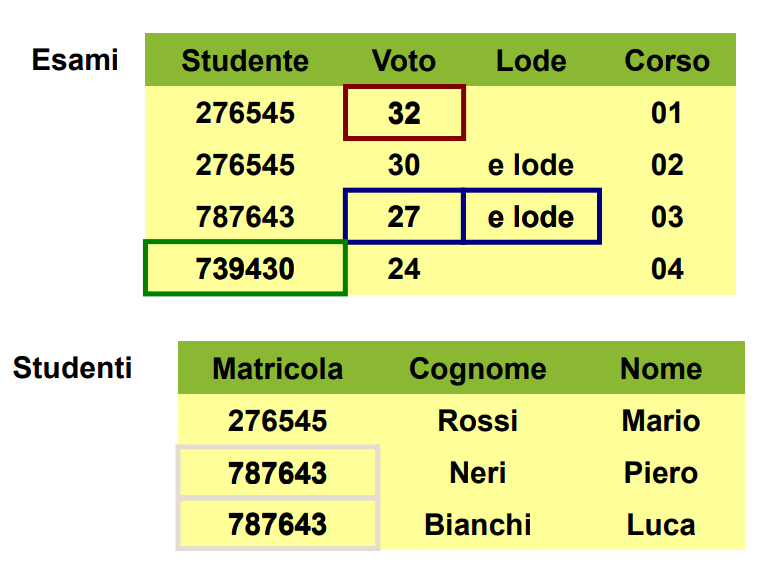 Esami Studente Voto Lode Corso
276545 32 01
276545 30 e lode 02
787643 27 e lode 03
739430 24 04
Studenti Matricola Cognome Nome
276545 Rossi Mario
787643 Neri Piero
787643 Bianchi Luca